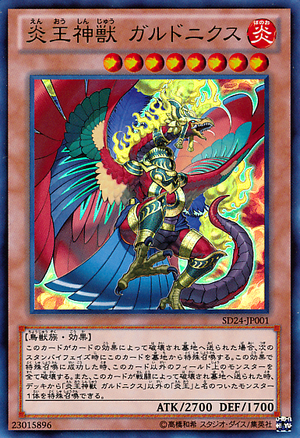 えん おう しん じゅう
炎王神獣 ガルドニクス
ほのお
炎
SD24-JP001
【鳥獣族・効果】
このカードがカードの効果によって破壊され墓地へ送られた場合、次の
スタンバイフェイズ時にこのカードを墓地から特殊召喚する。この効果で
特殊召喚に成功した時、このカード以外のフィールド上のモンスターを
全て破壊する。また、このカードが戦闘によって破壊され墓地へ送られた時、
デッキから「炎王神獣 ガルドニクス」以外の「炎王」と名のついたモンスター
1体を特殊召喚できる。
ATK/2700 DEF/1700
23015896
©高橋和希 スタジオ・ダイス/集英社